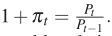 1 + π_t = P_t / P_{t-1}.